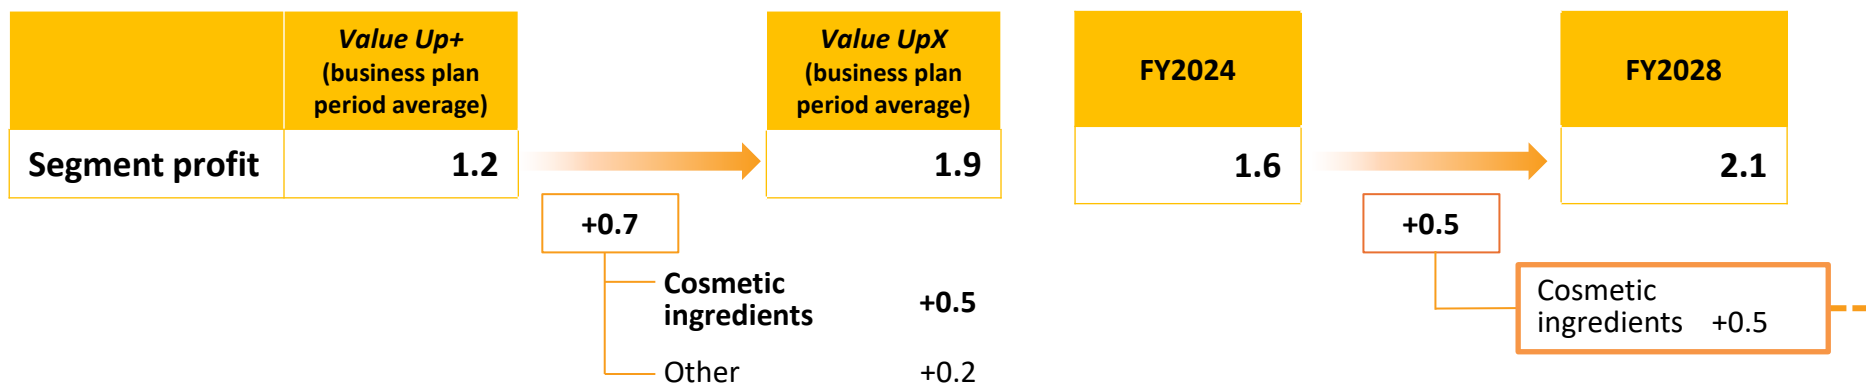 Value Up+
(business plan
period average)
Value UpX
(business plan
period average)
FY2024
FY2028
Segment profit
1.2
1.9
1.6
2.1
+0.7
+0.5
Cosmetic
ingredients
+0.5
Other
+0.2
Cosmetic
ingredients +0.5